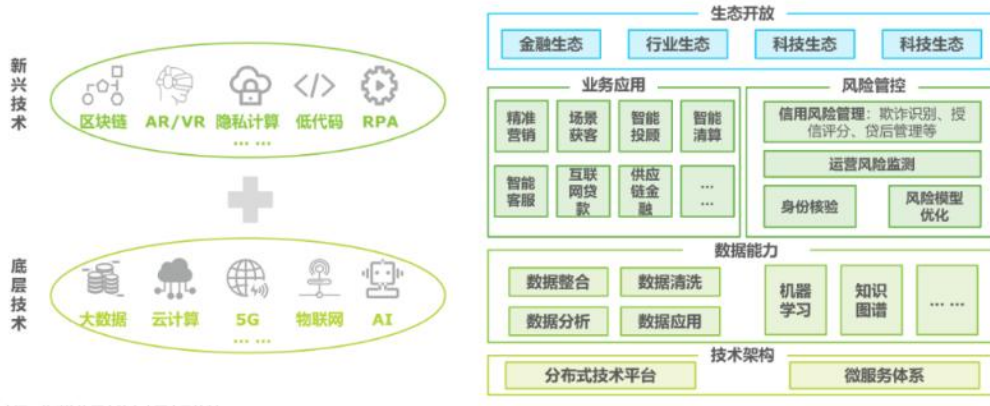 新兴技术
区块链 AR/VR 隐私计算 低代码 RPA
... ...
底层技术
大数据 云计算 5G 物联网 AI
... ...
生态开放
金融生态 行业生态 科技生态 科技生态
业务应用
精准营销 场景获客 智能投顾 智能清算
智能客服 互联网贷款 供应链金融 ... ...
风险管控
信用风险管理：欺诈识别、授
信评分、贷后管理等
运营风险监测
身份核验 风险模型优化
数据能力
数据整合 数据清洗
数据分析 数据应用
机器学习 知识图谱 ... ...
技术架构
分布式技术平台 微服务体系